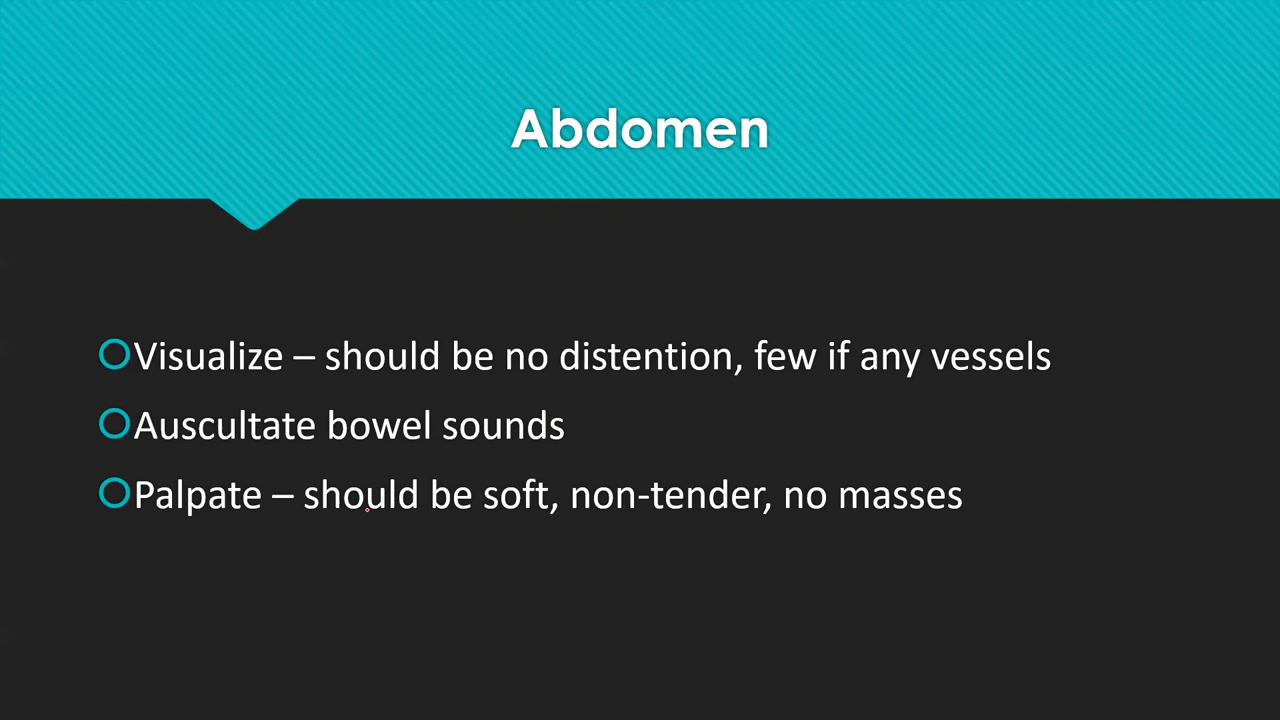 Abdomen
Visualize – should be no distention, few if any vessels
Auscultate bowel sounds
Palpate – should be soft, non-tender, no masses